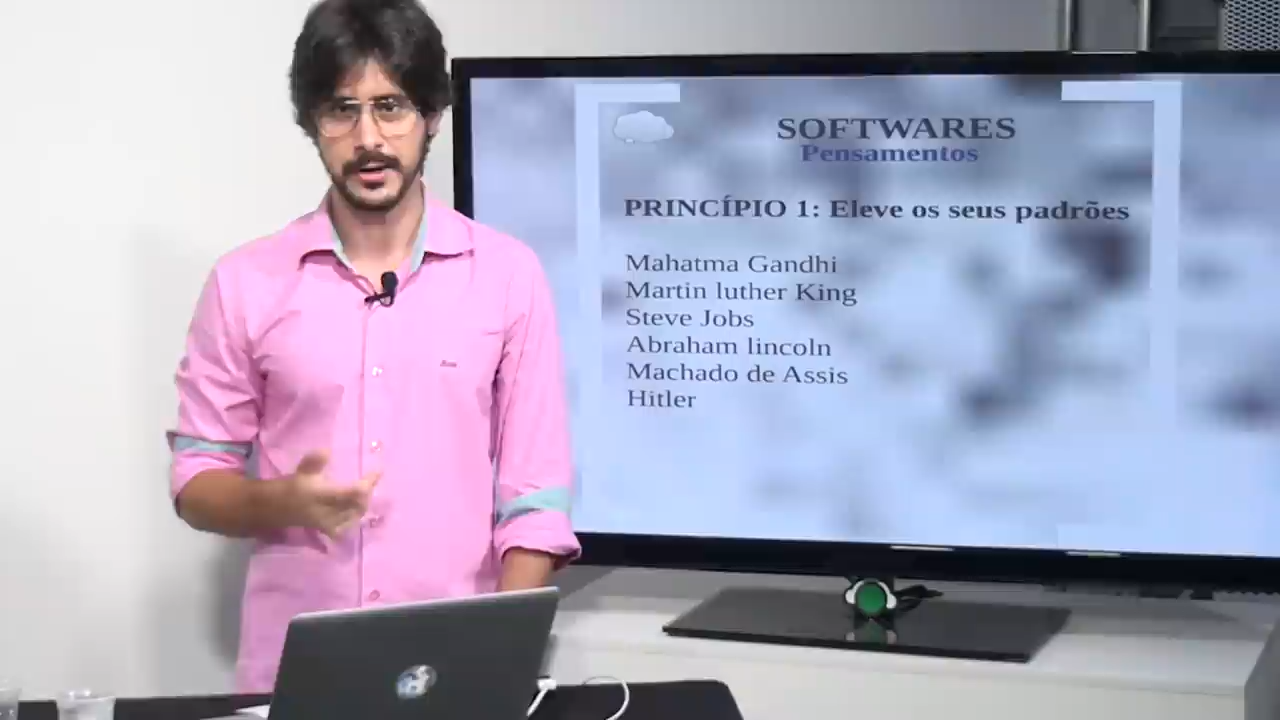 SOFTWARES
Pensamentos
PRINCÍPIO 1: Eleve os seus padrões
Mahatma Gandhi
Martin luther King
Steve Jobs
Abraham lincoln
Machado de Assis
Hitler